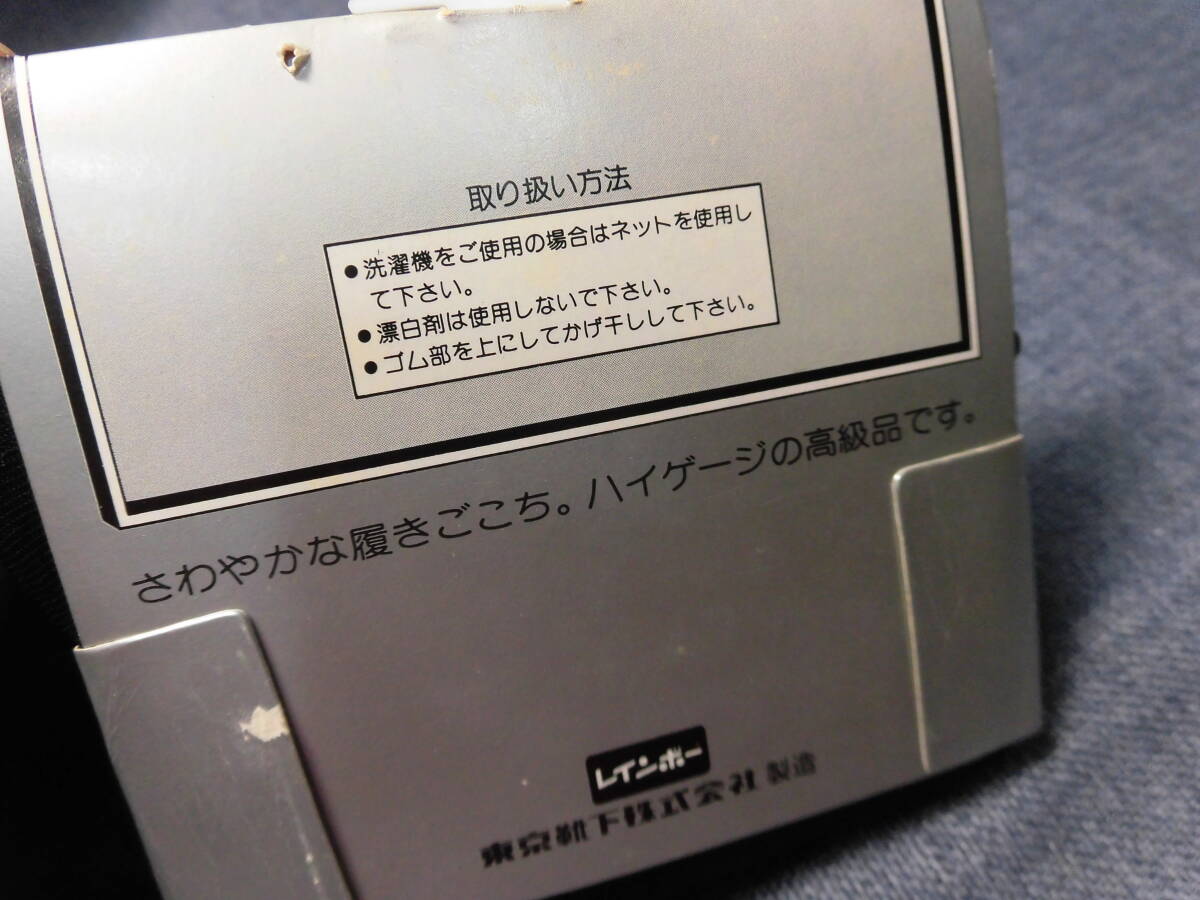 取り扱い方法
●洗濯機をご使用の場合はネットを使用し
て下さい。
●漂白剤は使用しないで下さい。
●ゴム部を上にしてかげ干しして下さい。
さわやかな履きごこち。ハイゲージの高級品です。
レインボー
東京靴下株式会社 製造